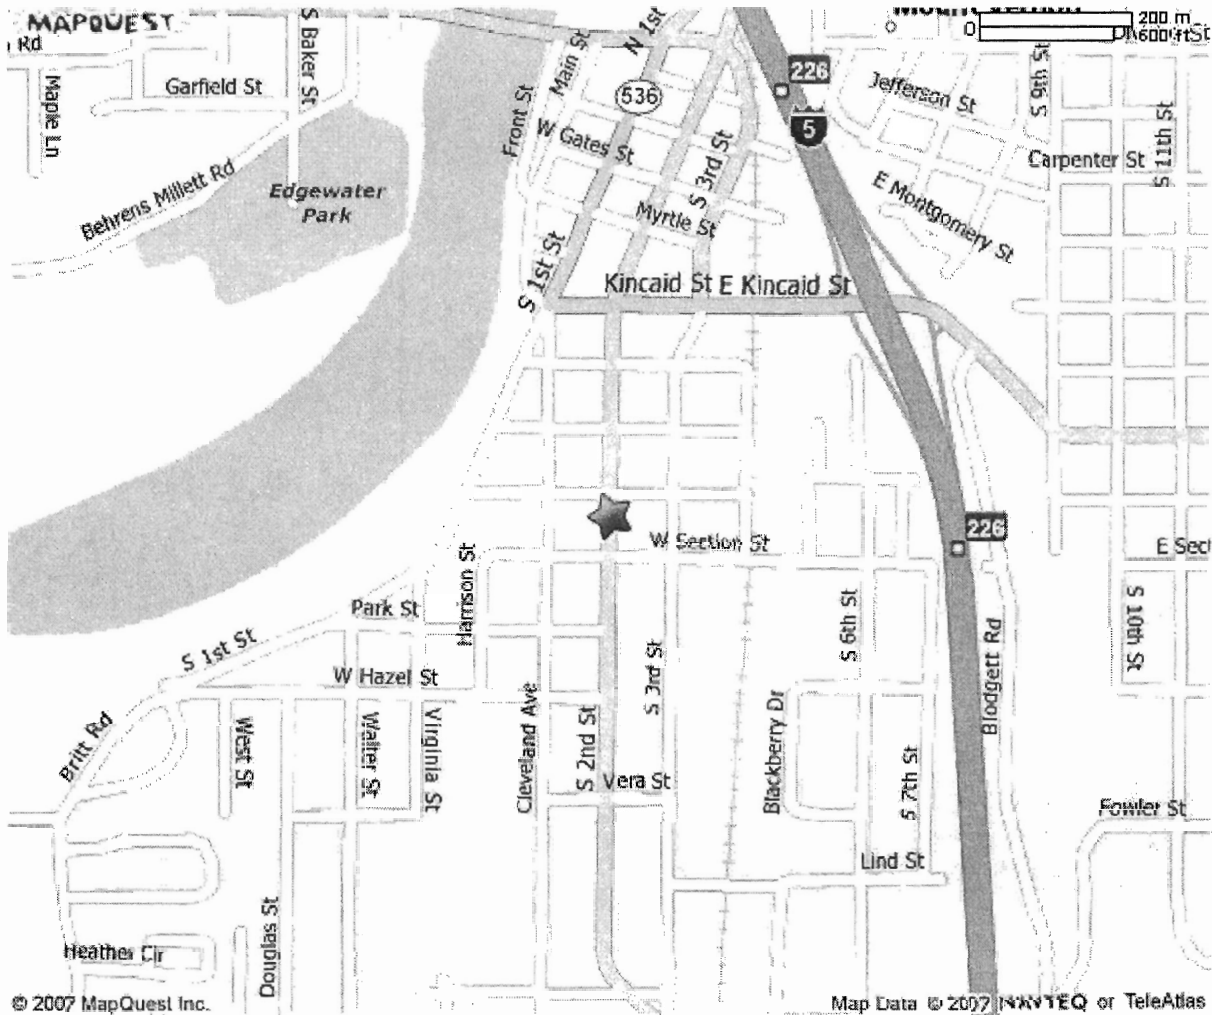 MAPQUEST
Rd
200 m
0
600 ft
S Baker St
N 1st
Main St
226
Garfield St
Maple Ln
536
Jefferson St
S 9th St
Front St
5
W Gates St
S 3rd St
Carpenter St
S 11th St
Behrens Millett Rd
Edgewater
Park
E Montgomery St
Myrtle St
S 1st St
Kincaid St
E Kincaid St
226
W Section St
E Sect
Harrison St
Park St
S 6th St
S 10th St
S 1st St
W Hazel St
S 3rd St
Blodgett Rd
Britt Rd
West St
Walter St
Virginia St
Cleveland Ave
S 2nd St
Blackberry Dr
Vera St
S 7th St
Fowler St
Lind St
Douglas St
Heather Cir
© 2007 MapQuest Inc.
Map Data © 2007 NAVTEQ or TeleAtlas